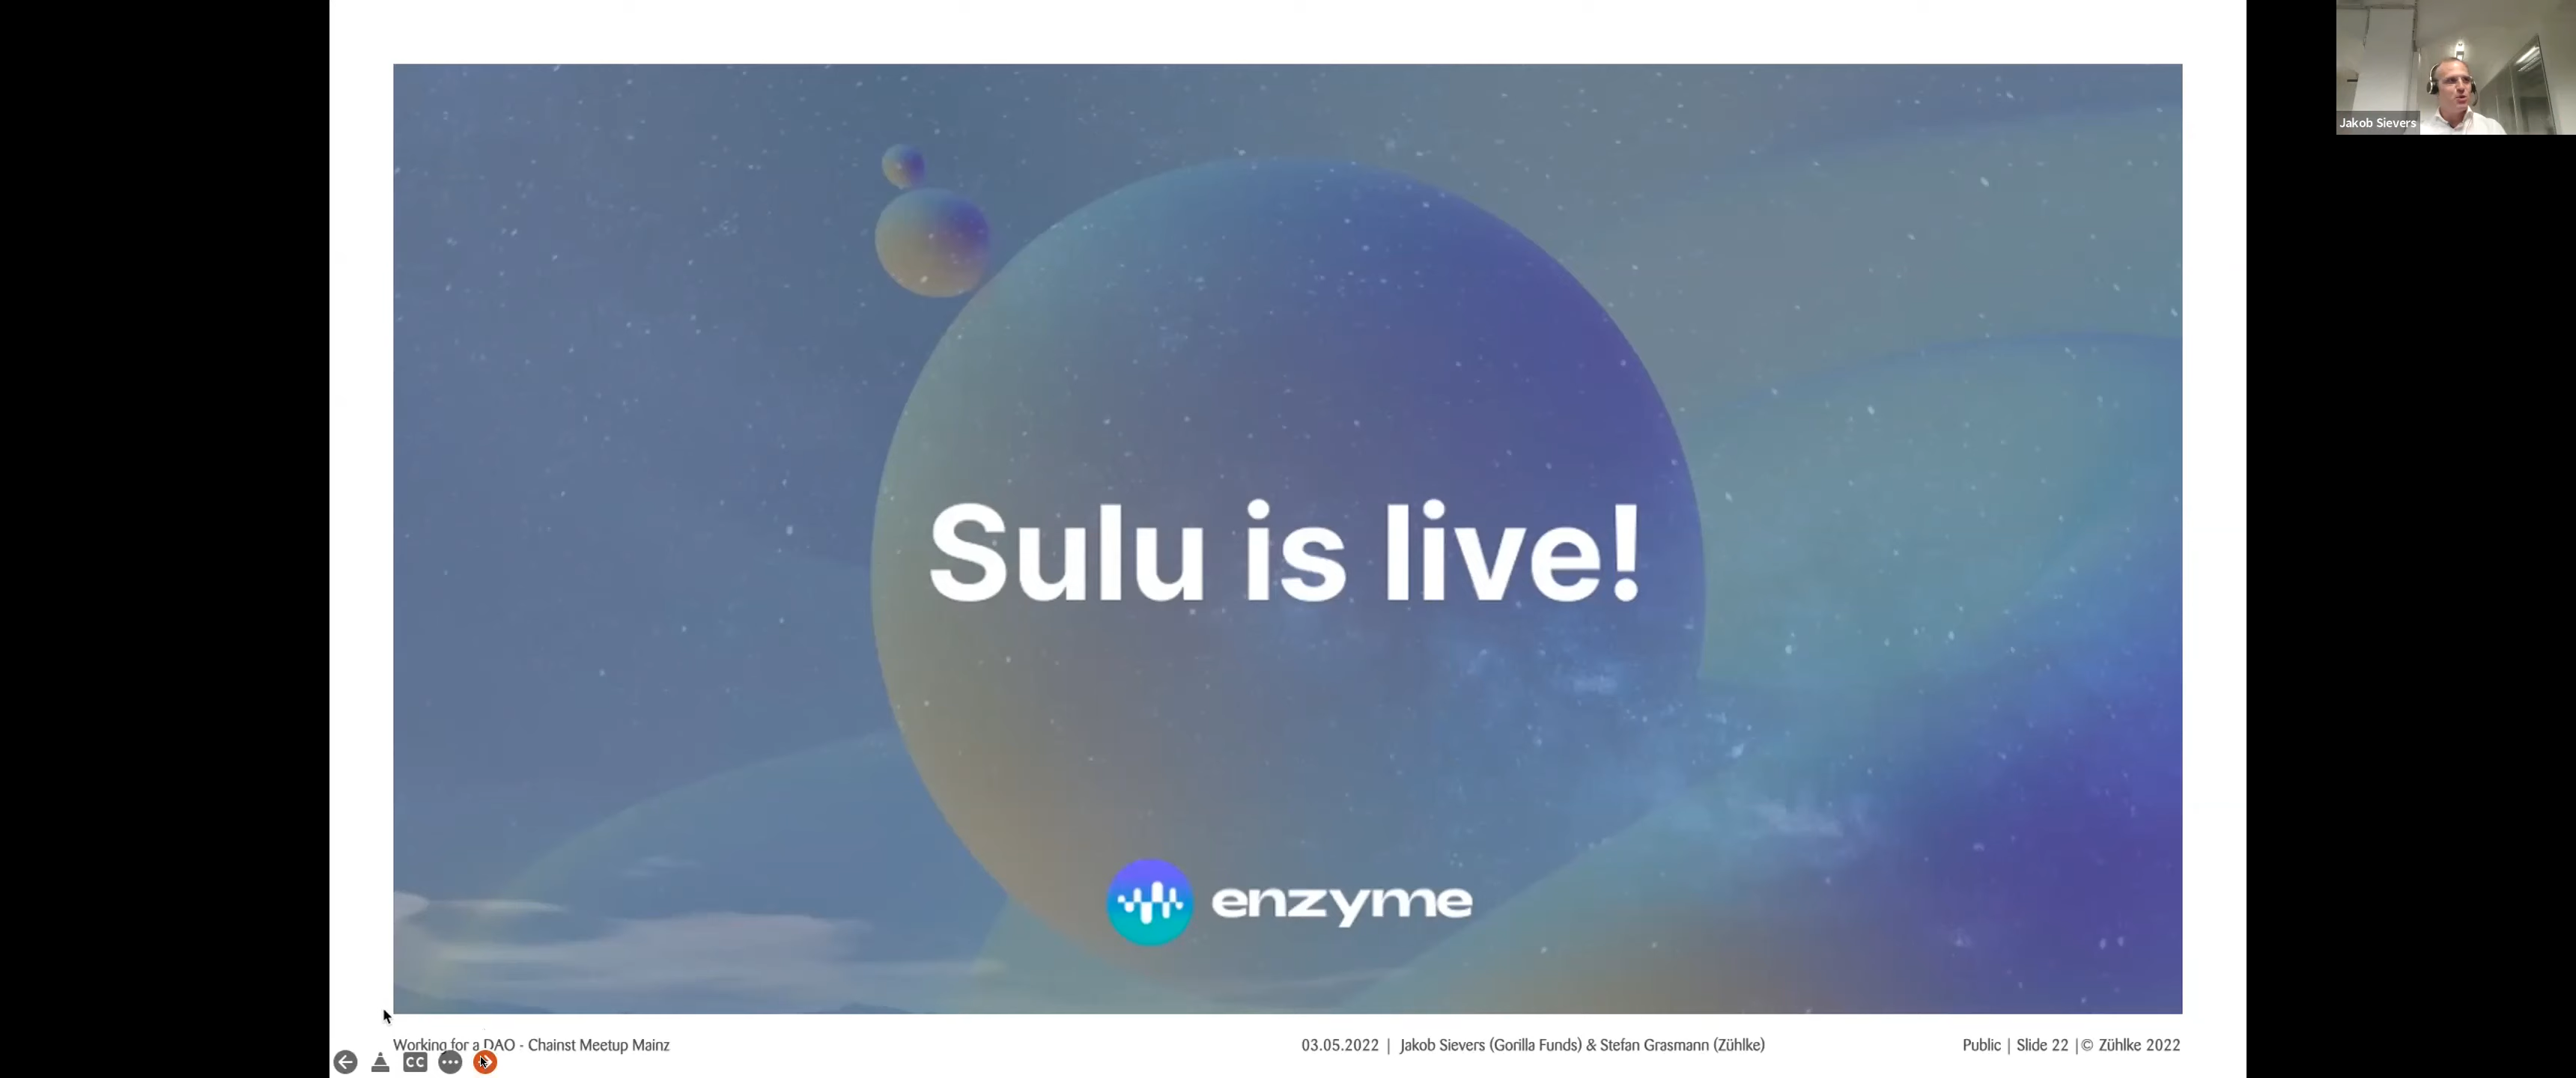 Jakob Sievers
Sulu is live!
enzyme
Working for a DAO - Chainst Meetup Mainz
03.05.2022 | Jakob Sievers (Gorilla Funds) & Stefan Grasmann (Zühlke)
Public | Slide 22 | © Zühlke 2022
CC